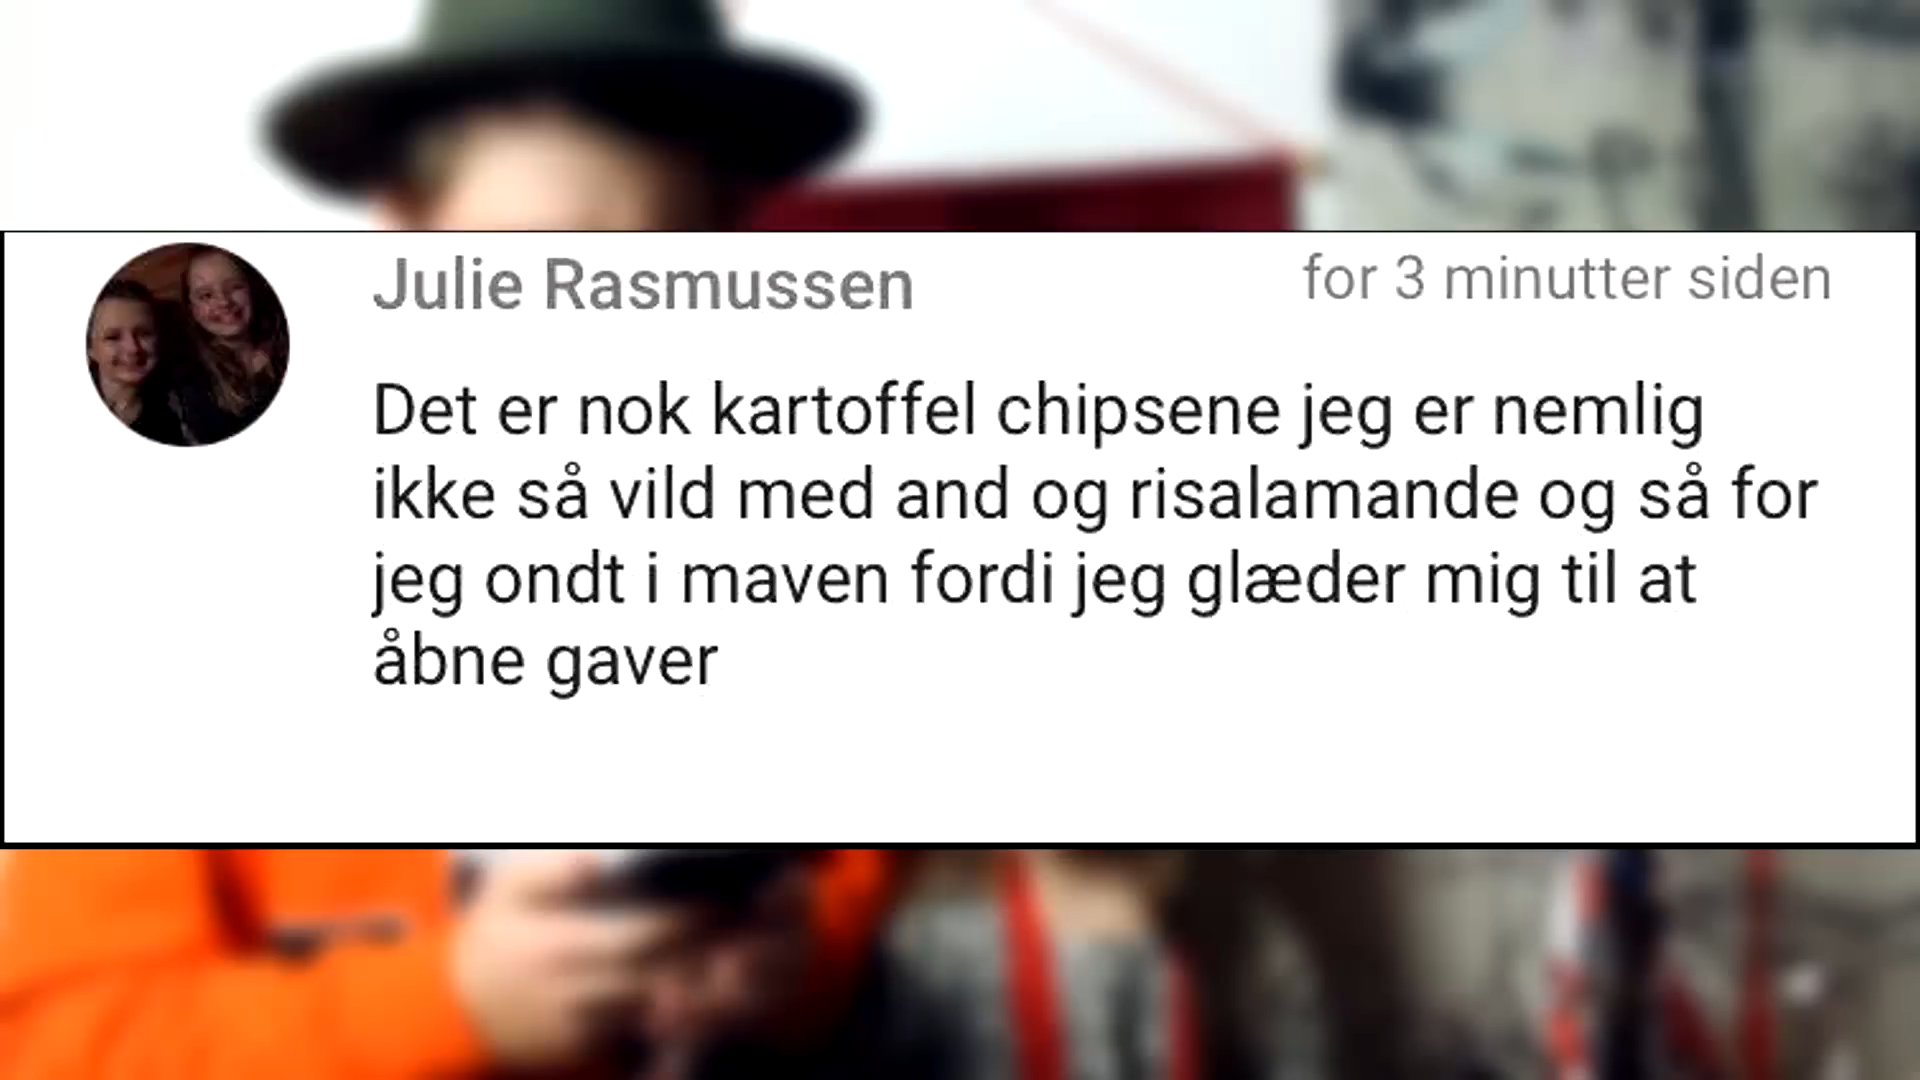 Julie Rasmussen
for 3 minutter siden
Det er nok kartoffel chipsene jeg er nemlig
ikke så vild med and og risalamande og så for
jeg ondt i maven fordi jeg glæder mig til at
åbne gaver